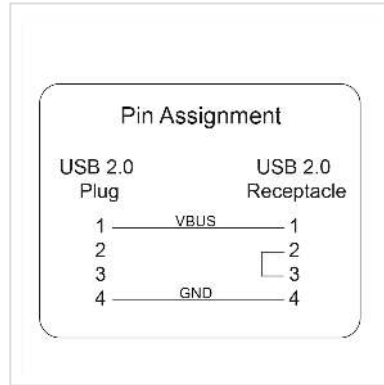 Pin Assignment
USB 2.0 USB 2.0
Plug Receptacle
1 VBUS 1
2 2
3 3
4 GND 4